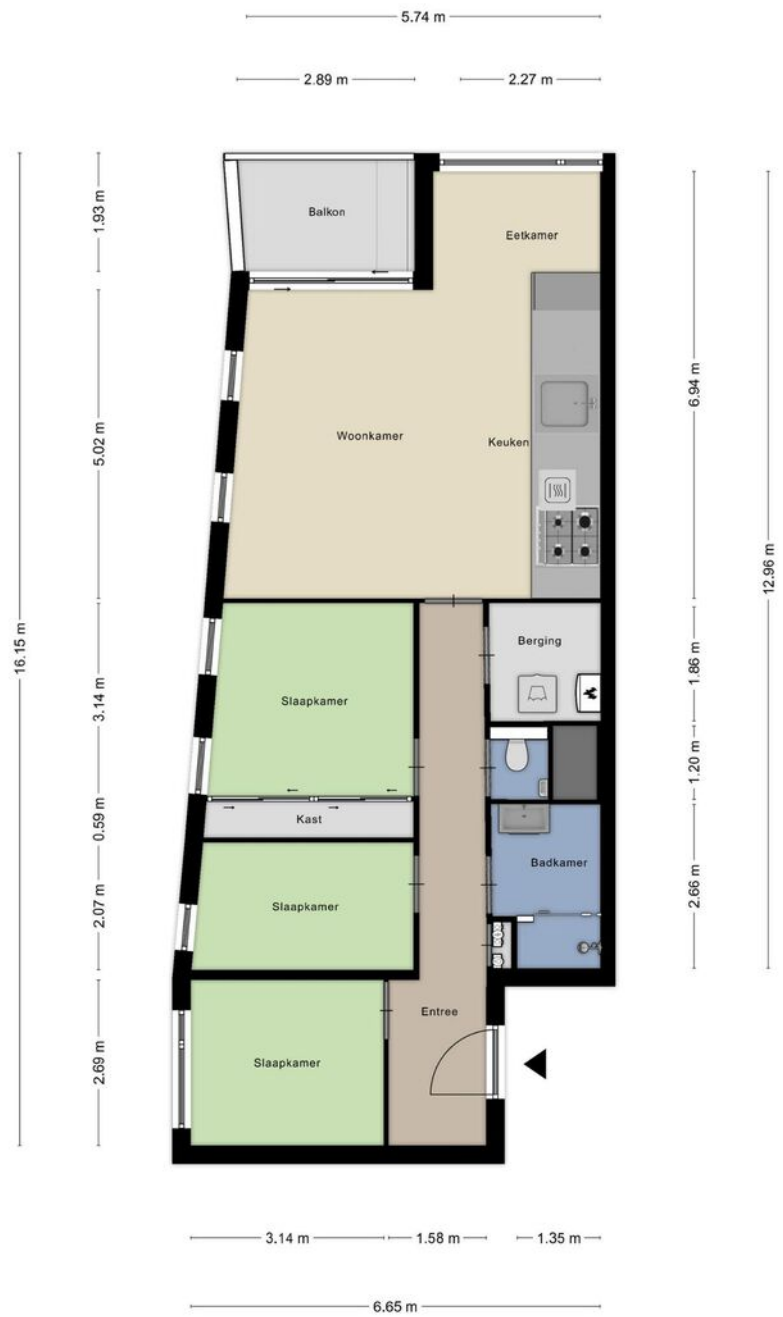 5.74 m
2.89 m
2.27 m
1.93 m
Balkon
Eetkamer
6.94 m
5.02 m
Woonkamer
Keuken
12.96 m
16.15 m
Berging
1.86 m
3.14 m
Slaapkamer
1.20 m
0.59 m
Kast
Badkamer
2.66 m
2.07 m
Slaapkamer
Entree
2.69 m
Slaapkamer
3.14 m
1.58 m
1.35 m
6.65 m